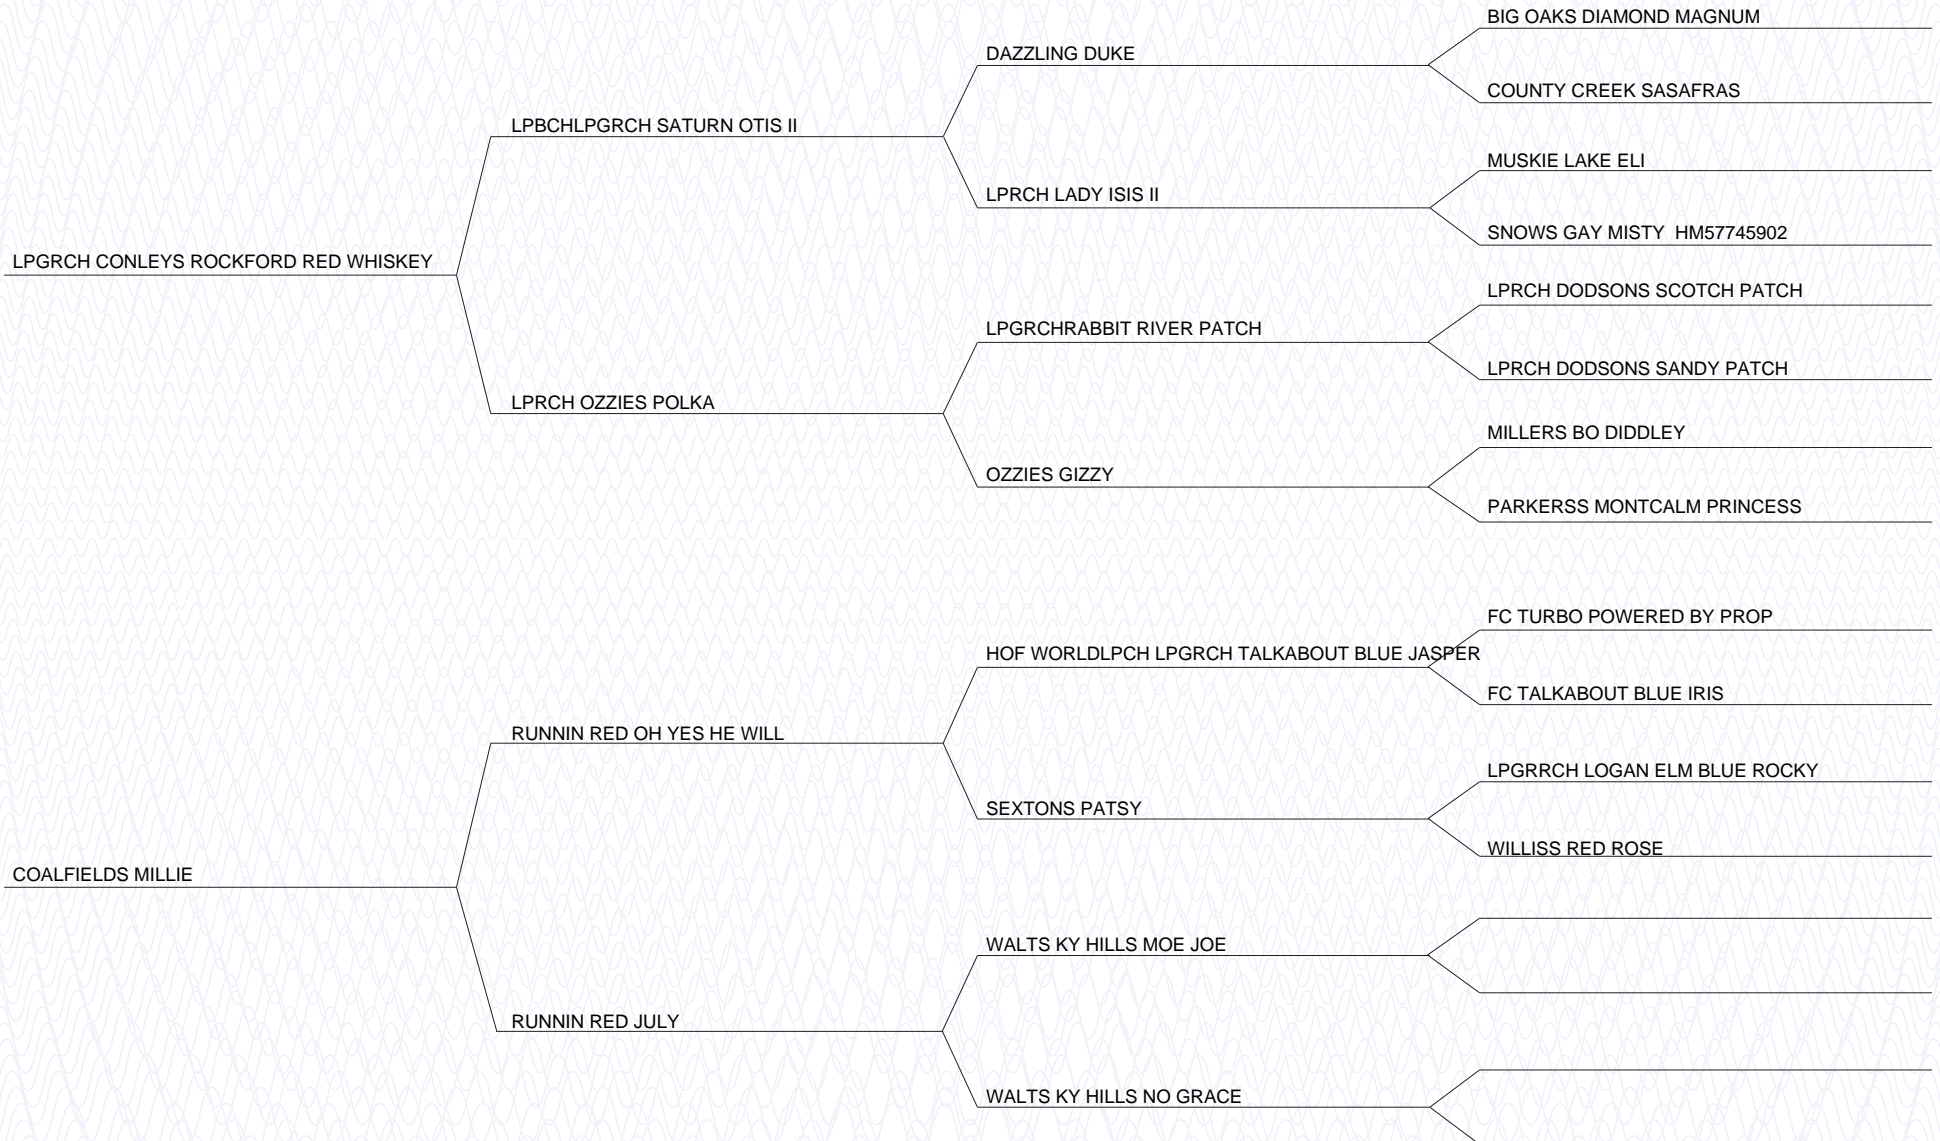 BIG OAKS DIAMOND MAGNUM
DAZZLING DUKE
COUNTY CREEK SASAFRAS
LPBCHLPGRCH SATURN OTIS II
MUSKIE LAKE ELI
LPRCH LADY ISIS II
SNOWS GAY MISTY  HM57745902
LPGRCH CONLEYS ROCKFORD RED WHISKEY
LPRCH DODSONS SCOTCH PATCH
LPGRCHRABBIT RIVER PATCH
LPRCH DODSONS SANDY PATCH
LPRCH OZZIES POLKA
MILLERS BO DIDDLEY
OZZIES GIZZY
PARKERSS MONTCALM PRINCESS
FC TURBO POWERED BY PROP
HOF WORLDLPCH LPGRCH TALKABOUT BLUE JASPER
FC TALKABOUT BLUE IRIS
RUNNIN RED OH YES HE WILL
LPGRRCH LOGAN ELM BLUE ROCKY
SEXTONS PATSY
WILLISS RED ROSE
COALFIELDS MILLIE
WALTS KY HILLS MOE JOE
RUNNIN RED JULY
WALTS KY HILLS NO GRACE